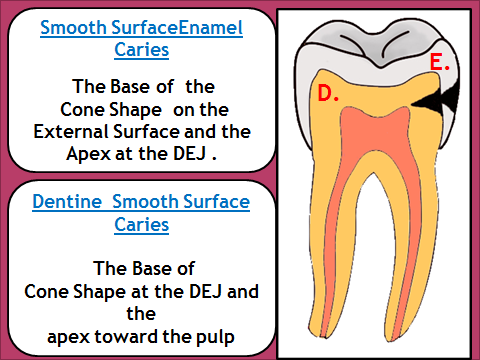 Smooth SurfaceEnamel
Caries
The Base of the
Cone Shape on the
External Surface and the
Apex at the DEJ .
Dentine Smooth Surface
Caries
The Base of
Cone Shape at the DEJ and
the
apex toward the pulp
E.
D.